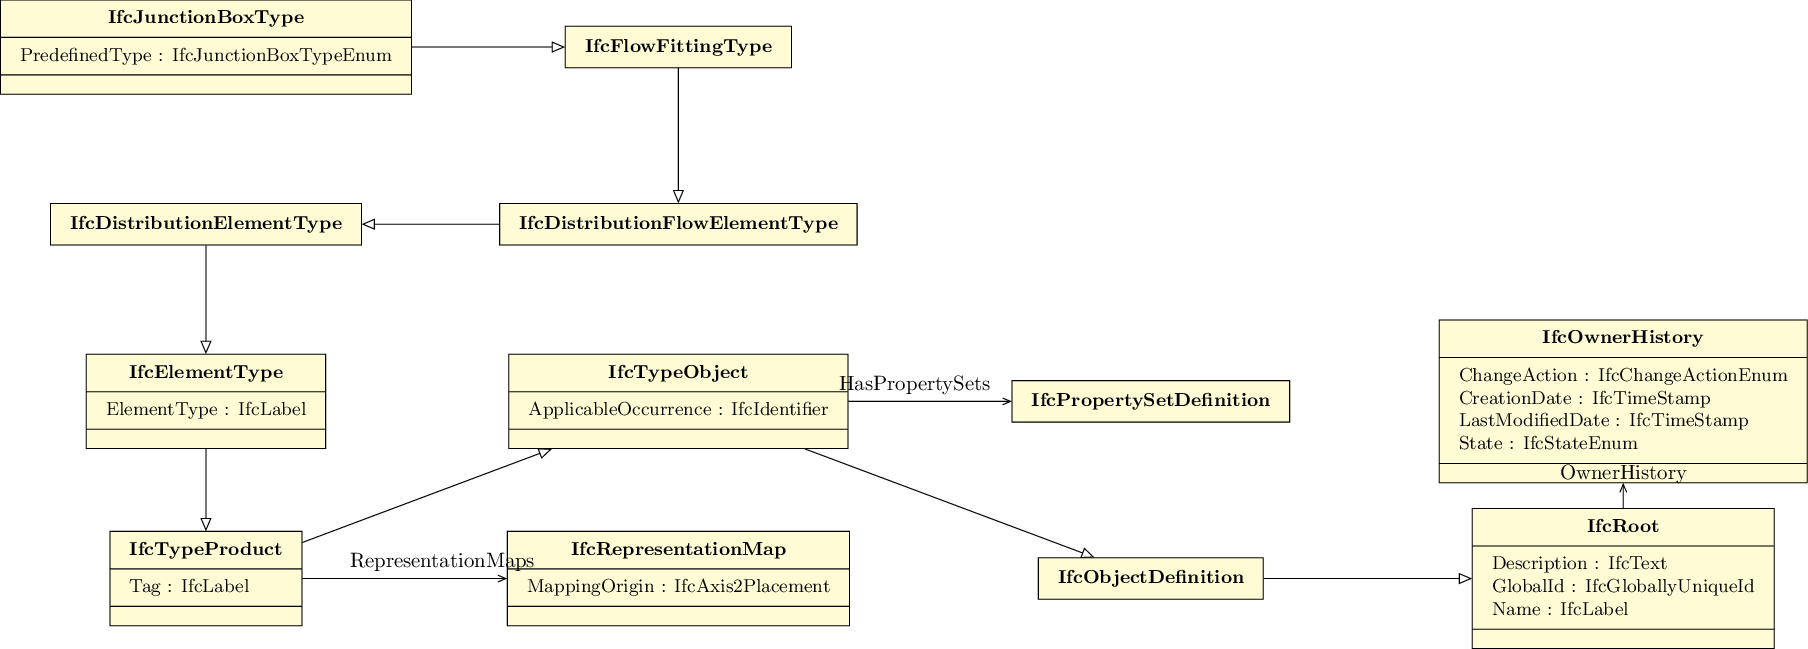 IfcJunctionBoxType
PredefinedType : IfcJunctionBoxTypeEnum
IfcFlowFittingType
IfcDistributionElementType
IfcDistributionFlowElementType
IfcElementType
ElementType : IfcLabel
IfcTypeObject
ApplicableOccurrence : IfcIdentifier
HasPropertySets
IfcPropertySetDefinition
IfcOwnerHistory
ChangeAction : IfcChangeActionEnum
CreationDate : IfcTimeStamp
LastModifiedDate : IfcTimeStamp
State : IfcStateEnum
OwnerHistory
IfcTypeProduct
Tag : IfcLabel
RepresentationMaps
IfcRepresentationMap
MappingOrigin : IfcAxis2Placement
IfcObjectDefinition
IfcRoot
Description : IfcText
GlobalId : IfcGloballyUniqueId
Name : IfcLabel